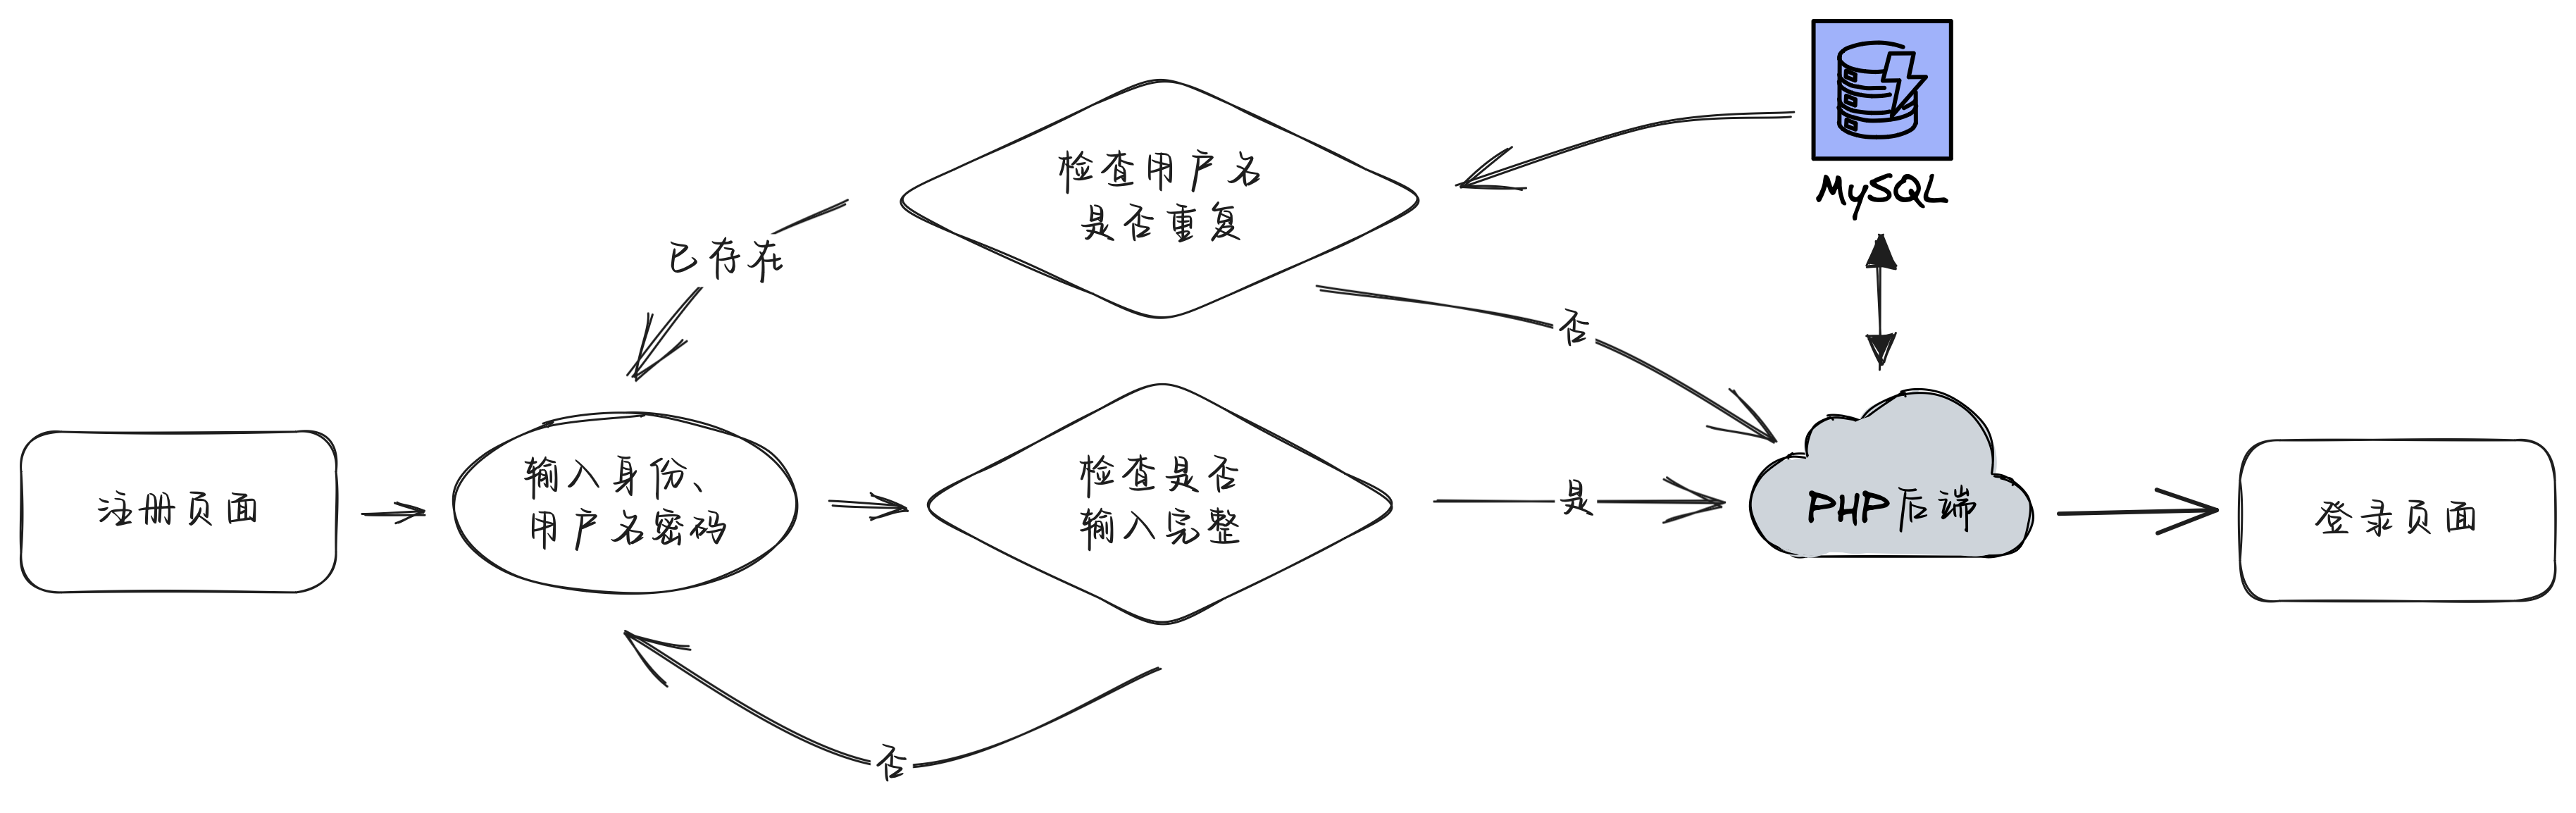 MySQL
检查用户名
是否重复
已存在
否
注册页面
输入身份、
用户名密码
检查是否
输入完整
是
PHP后端
登录页面
否